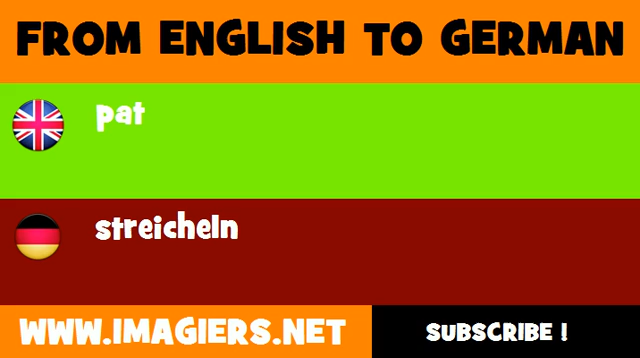 FROM ENGLISH TO GERMAN
pat
streicheln
WWW.IMAGIERS.NET
SUBSCRIBE !